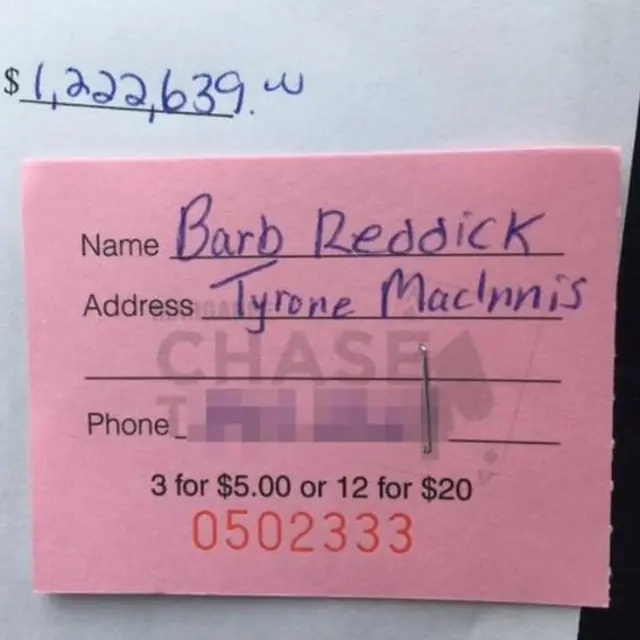 $ 1,222,639.00
Name Barb Reddick
Address Tyrone MacInnis
CHASE
Phone
3 for $5.00 or 12 for $20
0502333